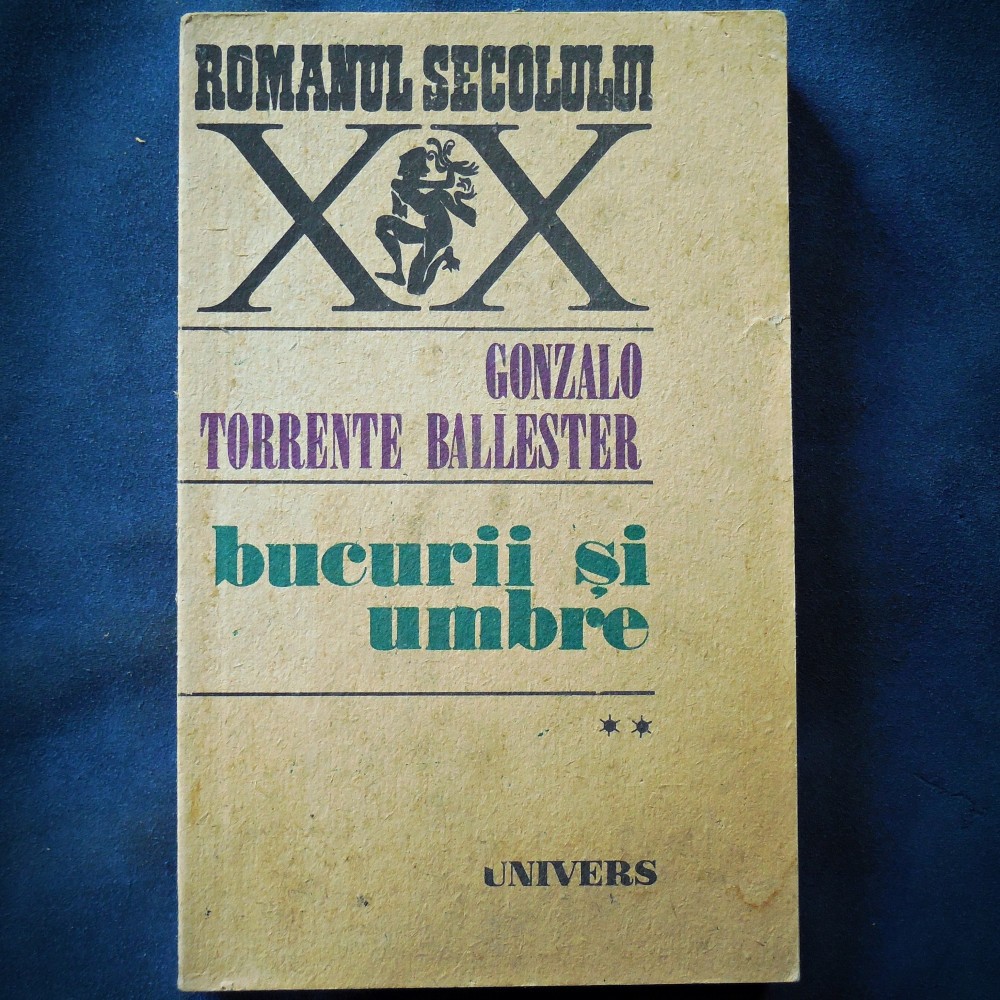 ROMANUL SECOLULUI
XX
GONZALO
TORRENTE BALLESTER
bucurii și
umbre
**
UNIVERS